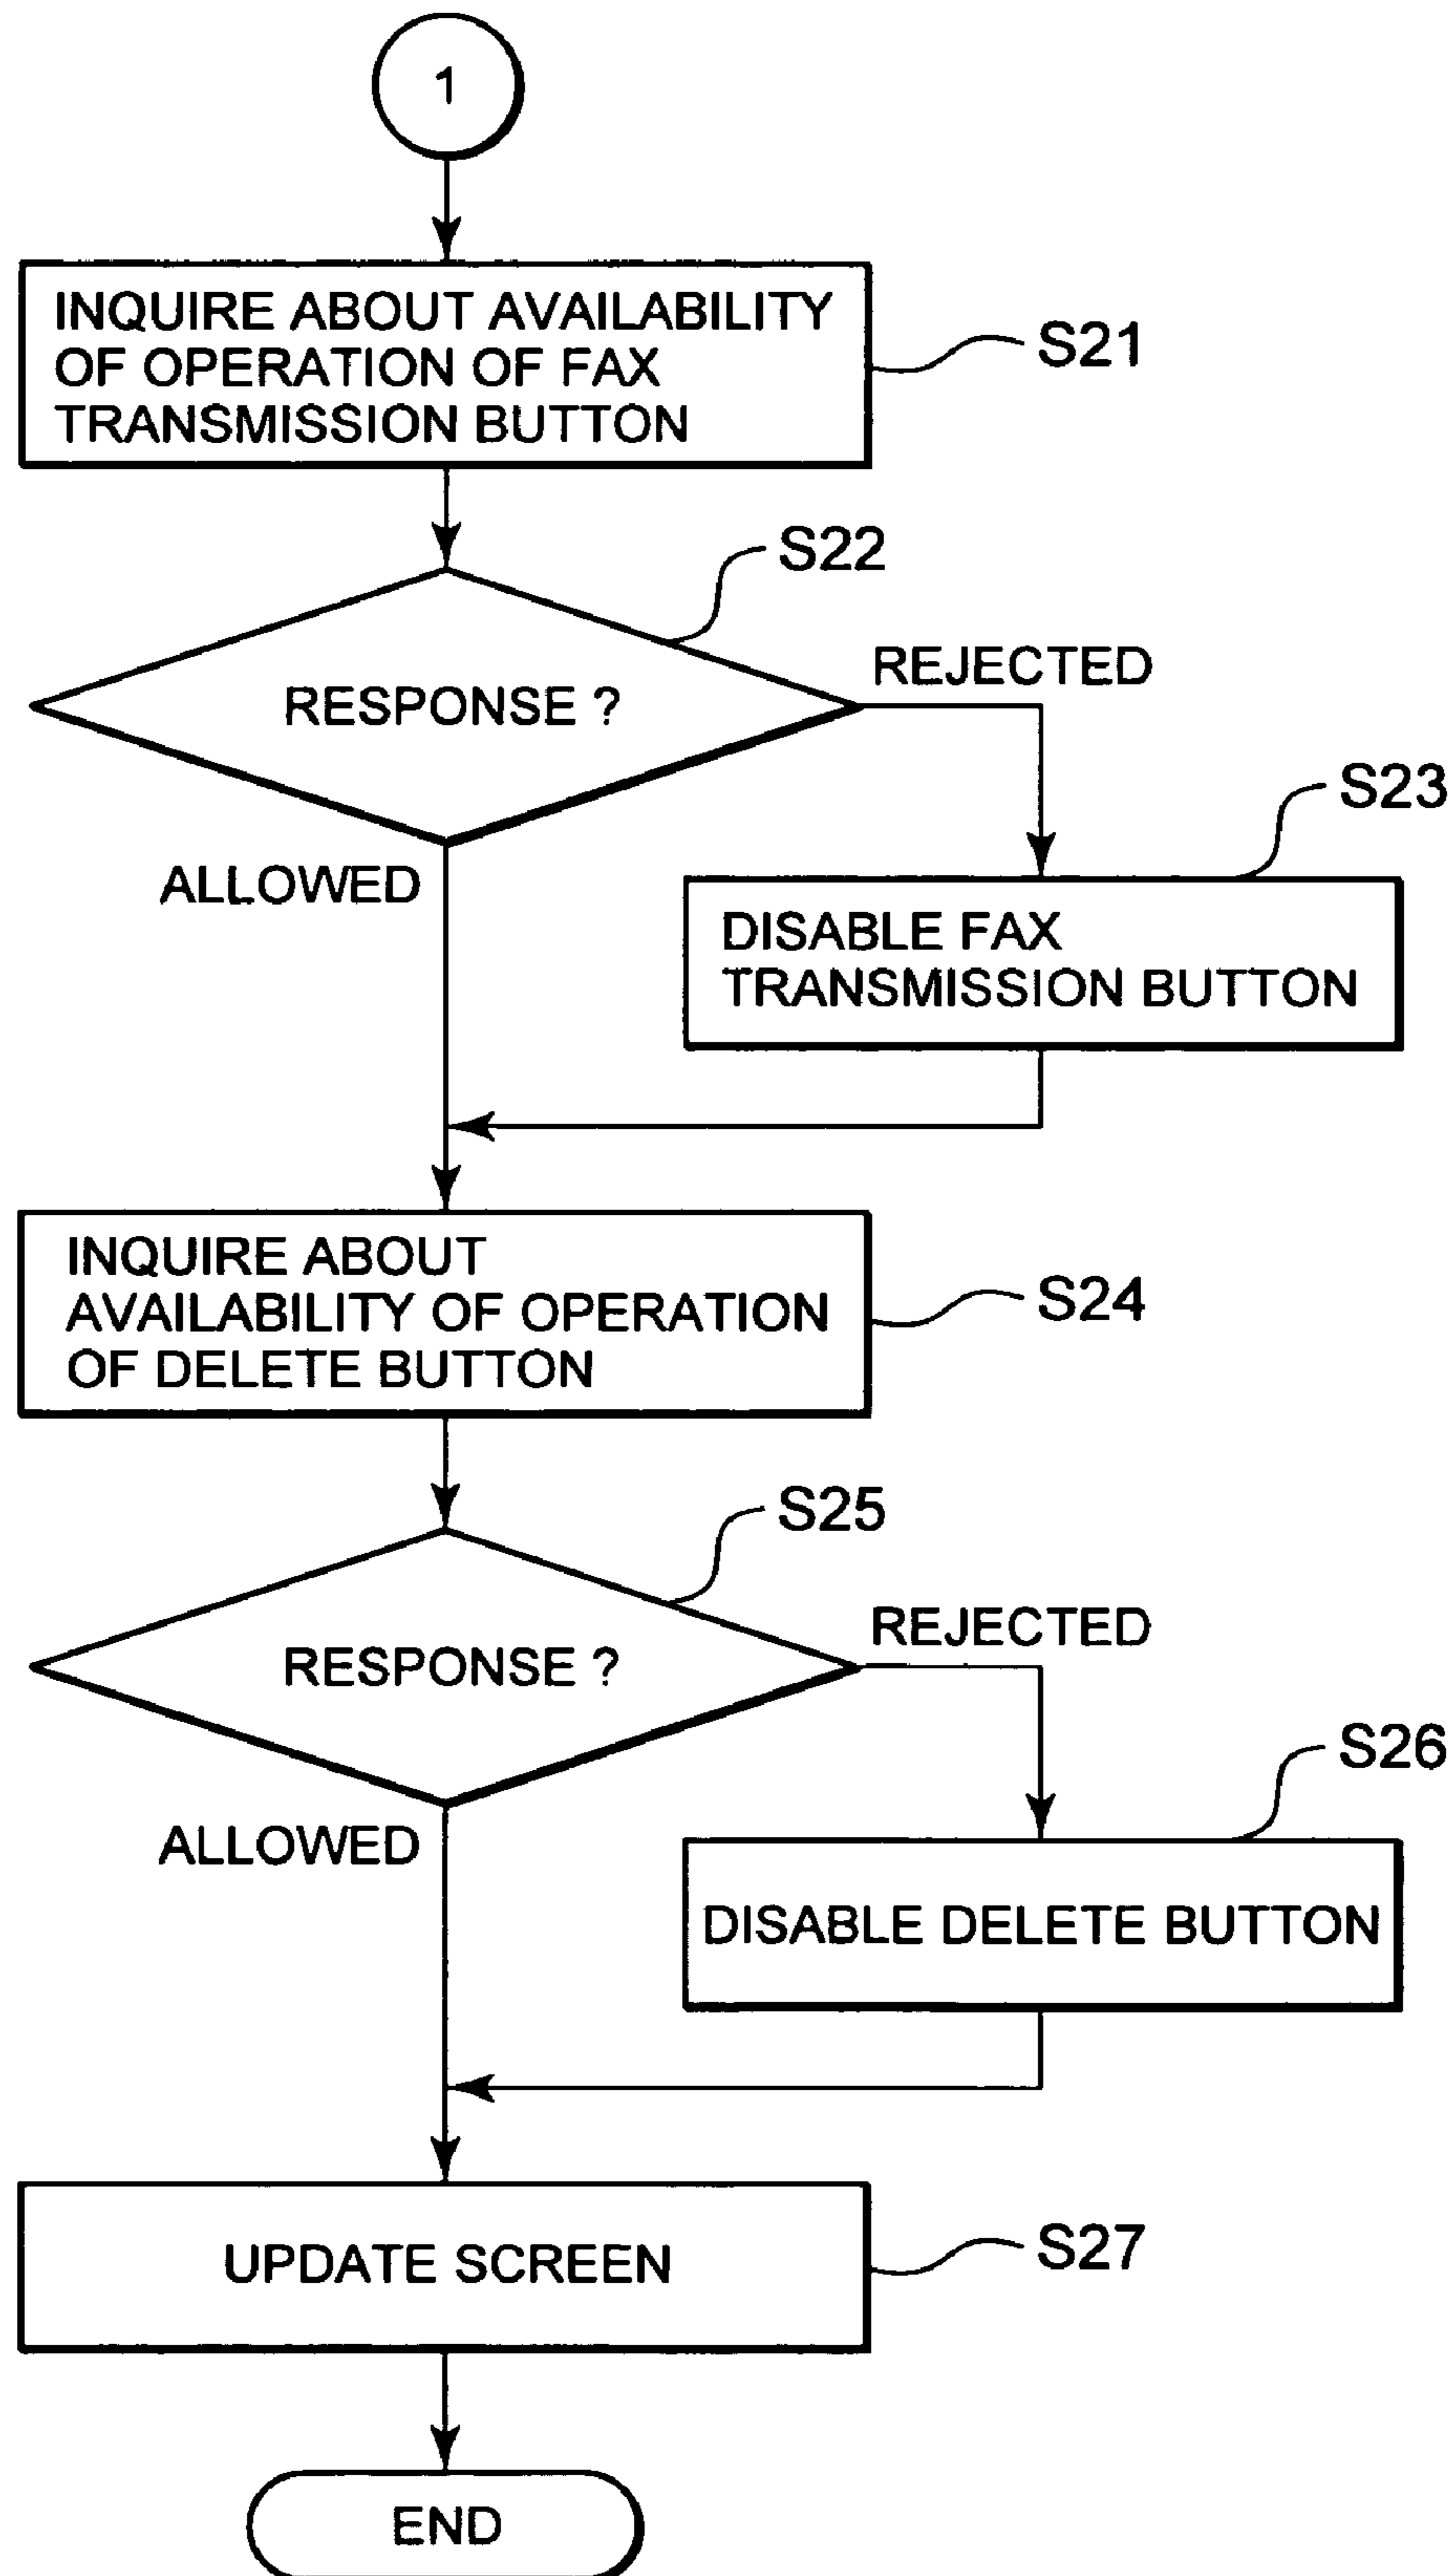 1
INQUIRE ABOUT AVAILABILITY
OF OPERATION OF FAX
TRANSMISSION BUTTON
S21
S22
RESPONSE ?
REJECTED
S23
ALLOWED
DISABLE FAX
TRANSMISSION BUTTON
INQUIRE ABOUT
AVAILABILITY OF OPERATION
OF DELETE BUTTON
S24
S25
RESPONSE ?
REJECTED
S26
ALLOWED
DISABLE DELETE BUTTON
UPDATE SCREEN
S27
END